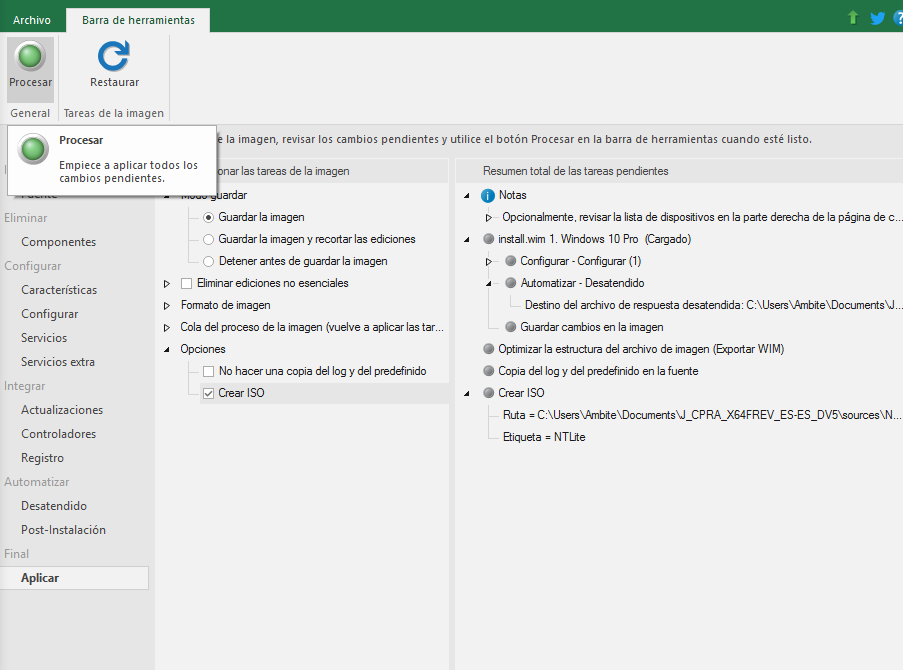 Archivo
Barra de herramientas
Procesar
Restaurar
General
Tareas de la imagen
Procesar
Empiece a aplicar todos los
cambios pendientes.
e la imagen, revisar los cambios pendientes y utilice el botón Procesar en la barra de herramientas cuando esté listo.
Fuente
Eliminar
Componentes
Configurar
Características
Configurar
Servicios
Servicios extra
Integrar
Actualizaciones
Controladores
Registro
Automatizar
Desatendido
Post-Instalación
Final
Aplicar
onar las tareas de la imagen
Modo guardar
Guardar la imagen
Guardar la imagen y recortar las ediciones
Detener antes de guardar la imagen
Eliminar ediciones no esenciales
Formato de imagen
Cola del proceso de la imagen (vuelve a aplicar las tar...
Opciones
No hacer una copia del log y del predefinido
Crear ISO
Resumen total de las tareas pendientes
Notas
Opcionalmente, revisar la lista de dispositivos en la parte derecha de la página de c...
install.wim 1. Windows 10 Pro (Cargado)
Configurar - Configurar (1)
Automatizar - Desatendido
Destino del archivo de respuesta desatendida: C:\Users\Ambite\Documents\J...
Guardar cambios en la imagen
Optimizar la estructura del archivo de imagen (Exportar WIM)
Copia del log y del predefinido en la fuente
Crear ISO
Ruta = C:\Users\Ambite\Documents\J_CPRA_X64FREV_ES-ES_DV5\sources\N...
Etiqueta = NTLite